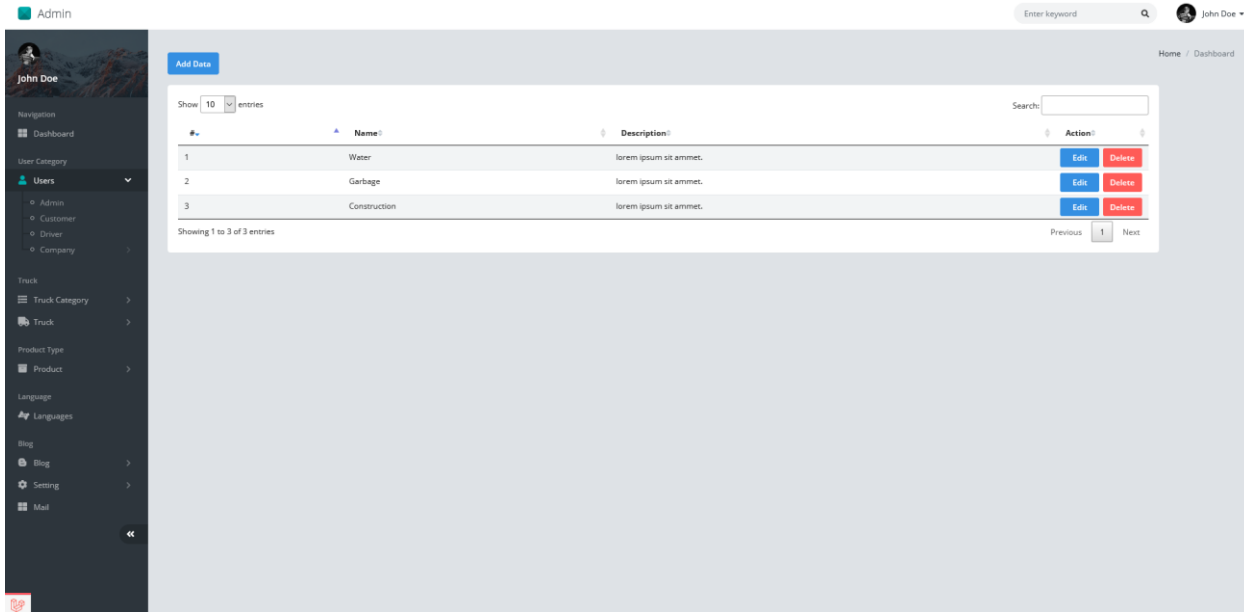 Admin
Enter keyword
John Doe
John Doe
Navigation
Dashboard
User Category
Users
Admin
Customer
Driver
Company
Truck
Truck Category
Truck
Product Type
Product
Language
Languages
Blog
Blog
Setting
Mail
Add Data
Home / Dashboard
Show 10 entries
Search:
# Name Description Action
1 Water lorem ipsum sit ammet. Edit Delete
2 Garbage lorem ipsum sit ammet. Edit Delete
3 Construction lorem ipsum sit ammet. Edit Delete
Showing 1 to 3 of 3 entries
Previous 1 Next